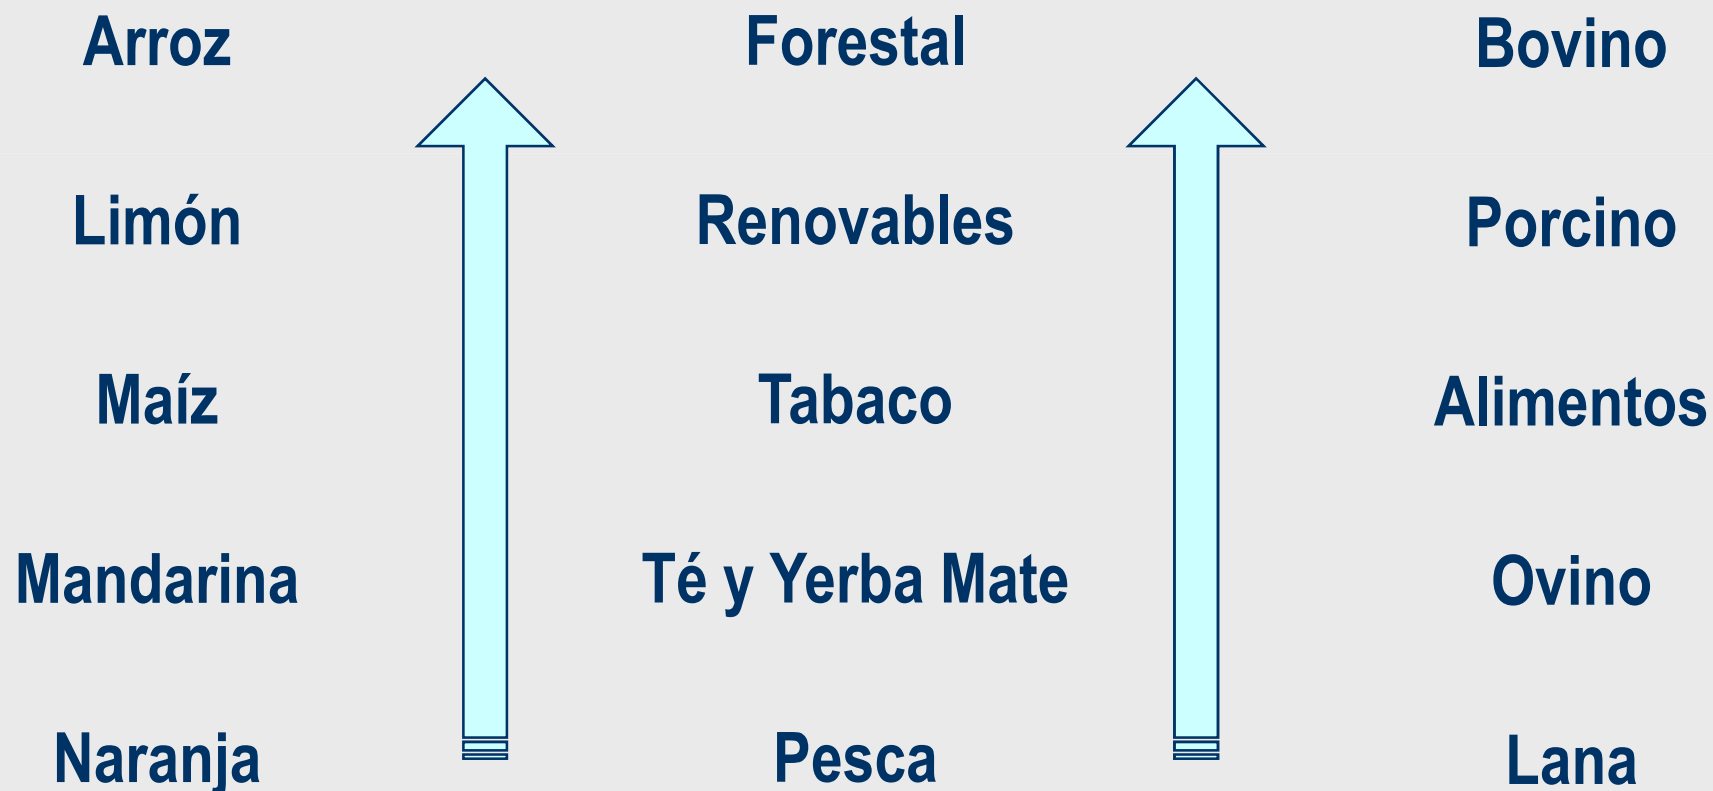 Arroz
Limón
Maíz
Mandarina
Naranja
Forestal
Renovables
Tabaco
Té y Yerba Mate
Pesca
Bovino
Porcino
Alimentos
Ovino
Lana